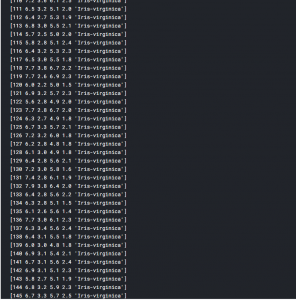 [111 6.5 3.2 5.1 2.0 'Iris-virginica']
[112 6.4 2.7 5.3 1.9 'Iris-virginica']
[113 6.8 3.0 5.5 2.1 'Iris-virginica']
[114 5.7 2.5 5.0 2.0 'Iris-virginica']
[115 5.8 2.8 5.1 2.4 'Iris-virginica']
[116 6.4 3.2 5.3 2.3 'Iris-virginica']
[117 6.5 3.0 5.5 1.8 'Iris-virginica']
[118 7.7 3.8 6.7 2.2 'Iris-virginica']
[119 7.7 2.6 6.9 2.3 'Iris-virginica']
[120 6.0 2.2 5.0 1.5 'Iris-virginica']
[121 6.9 3.2 5.7 2.3 'Iris-virginica']
[122 5.6 2.8 4.9 2.0 'Iris-virginica']
[123 7.7 2.8 6.7 2.0 'Iris-virginica']
[124 6.3 2.7 4.9 1.8 'Iris-virginica']
[125 6.7 3.3 5.7 2.1 'Iris-virginica']
[126 7.2 3.2 6.0 1.8 'Iris-virginica']
[127 6.2 2.8 4.8 1.8 'Iris-virginica']
[128 6.1 3.0 4.9 1.8 'Iris-virginica']
[129 6.4 2.8 5.6 2.1 'Iris-virginica']
[130 7.2 3.0 5.8 1.6 'Iris-virginica']
[131 7.4 2.8 6.1 1.9 'Iris-virginica']
[132 7.9 3.8 6.4 2.0 'Iris-virginica']
[133 6.4 2.8 5.6 2.2 'Iris-virginica']
[134 6.3 2.8 5.1 1.5 'Iris-virginica']
[135 6.1 2.6 5.6 1.4 'Iris-virginica']
[136 7.7 3.0 6.1 2.3 'Iris-virginica']
[137 6.3 3.4 5.6 2.4 'Iris-virginica']
[138 6.4 3.1 5.5 1.8 'Iris-virginica']
[139 6.0 3.0 4.8 1.8 'Iris-virginica']
[140 6.9 3.1 5.4 2.1 'Iris-virginica']
[141 6.7 3.1 5.6 2.4 'Iris-virginica']
[142 6.9 3.1 5.1 2.3 'Iris-virginica']
[143 5.8 2.7 5.1 1.9 'Iris-virginica']
[144 6.8 3.2 5.9 2.3 'Iris-virginica']
[145 6.7 3.3 5.7 2.5 'Iris-virginica']